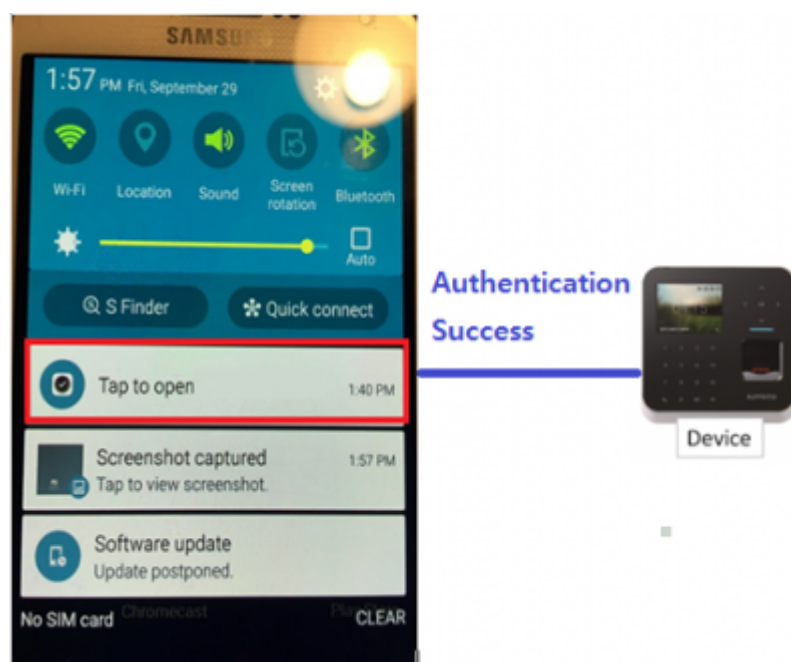 SAMSU
1:57 PM Fri, September 29
Wi-Fi
Location
Sound
Screen
rotation
Bluetooth
Auto
S Finder
Quick connect
Tap to open
1:40 PM
Screenshot captured
1:57 PM
Tap to view screenshot.
Software update
Update postponed.
No SIM card
Chromecast
CLEAR
Authentication
Success
Device